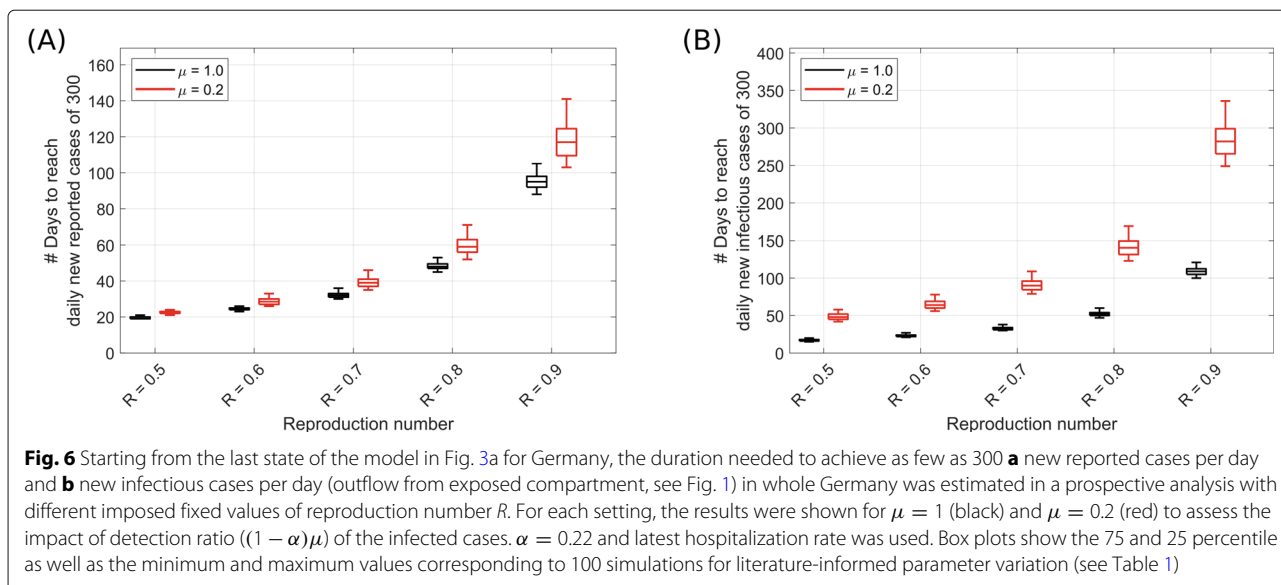 (A)
160
140
120
100
80
60
40
20
0
# Days to reach
daily new reported cases of 300
μ = 1.0
μ = 0.2
R = 0.5
R = 0.6
R = 0.7
R = 0.8
R = 0.9
Reproduction number
(B)
400
350
300
250
200
150
100
50
0
# Days to reach
daily new infectious cases of 300
μ = 1.0
μ = 0.2
R = 0.5
R = 0.6
R = 0.7
R = 0.8
R = 0.9
Reproduction number
Fig. 6 Starting from the last state of the model in Fig. 3a for Germany, the duration needed to achieve as few as 300 a new reported cases per day
and b new infectious cases per day (outflow from exposed compartment, see Fig. 1) in whole Germany was estimated in a prospective analysis with
different imposed fixed values of reproduction number R. For each setting, the results were shown for μ = 1 (black) and μ = 0.2 (red) to assess the
impact of detection ratio ((1 − α)μ) of the infected cases. α = 0.22 and latest hospitalization rate was used. Box plots show the 75 and 25 percentile
as well as the minimum and maximum values corresponding to 100 simulations for literature-informed parameter variation (see Table 1)